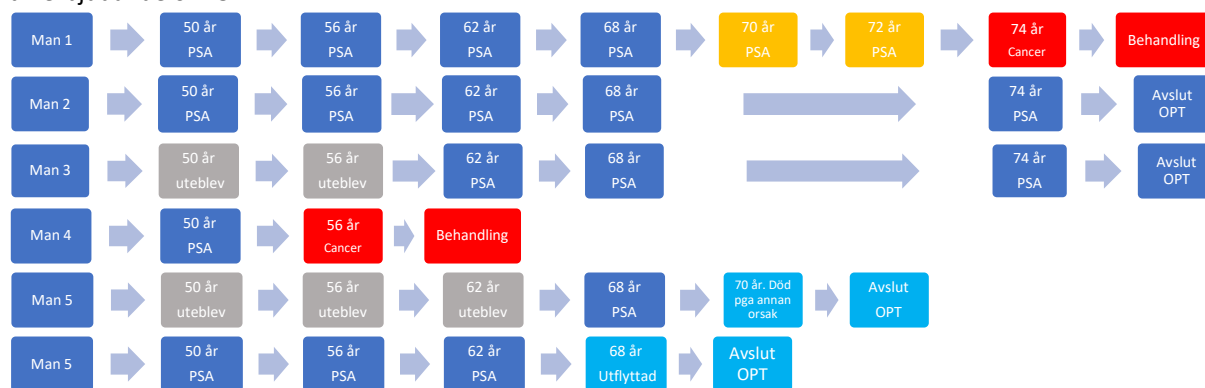 Man 1
50 år
PSA
56 år
PSA
62 år
PSA
68 år
PSA
70 år
PSA
72 år
PSA
74 år
Cancer
Behandling
Man 2
50 år
PSA
56 år
PSA
62 år
PSA
68 år
PSA
74 år
PSA
Avslut
OPT
Man 3
50 år
uteblev
56 år
uteblev
62 år
PSA
68 år
PSA
74 år
PSA
Avslut
OPT
Man 4
50 år
PSA
56 år
Cancer
Behandling
Man 5
50 år
uteblev
56 år
uteblev
62 år
uteblev
68 år
PSA
70 år. Död
pga annan
orsak
Avslut
OPT
Man 5
50 år
PSA
56 år
PSA
62 år
PSA
68 år
Utflyttad
Avslut
OPT